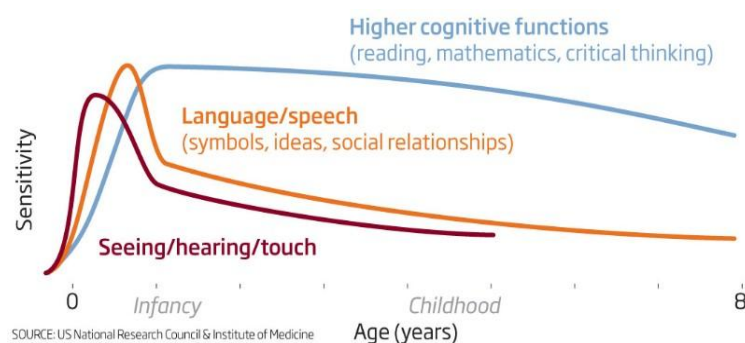 Higher cognitive functions
(reading, mathematics, critical thinking)
Language/speech
(symbols, ideas, social relationships)
Sensitivity
Seeing/hearing/touch
0
Infancy
Childhood
8
SOURCE: US National Research Council & Institute of Medicine
Age (years)